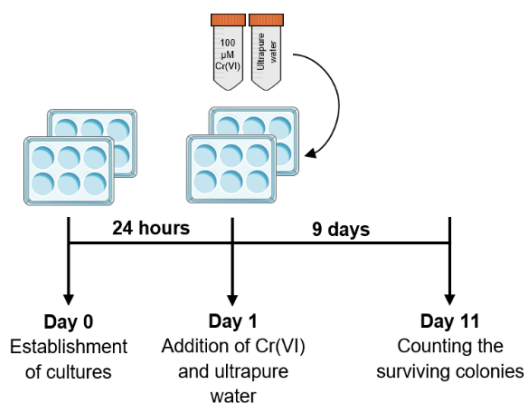 100
µM
Cr(VI)
Ultrapure
water
24 hours
9 days
Day 0
Establishment
of cultures
Day 1
Addition of Cr(VI)
and ultrapure
water
Day 11
Counting the
surviving colonies